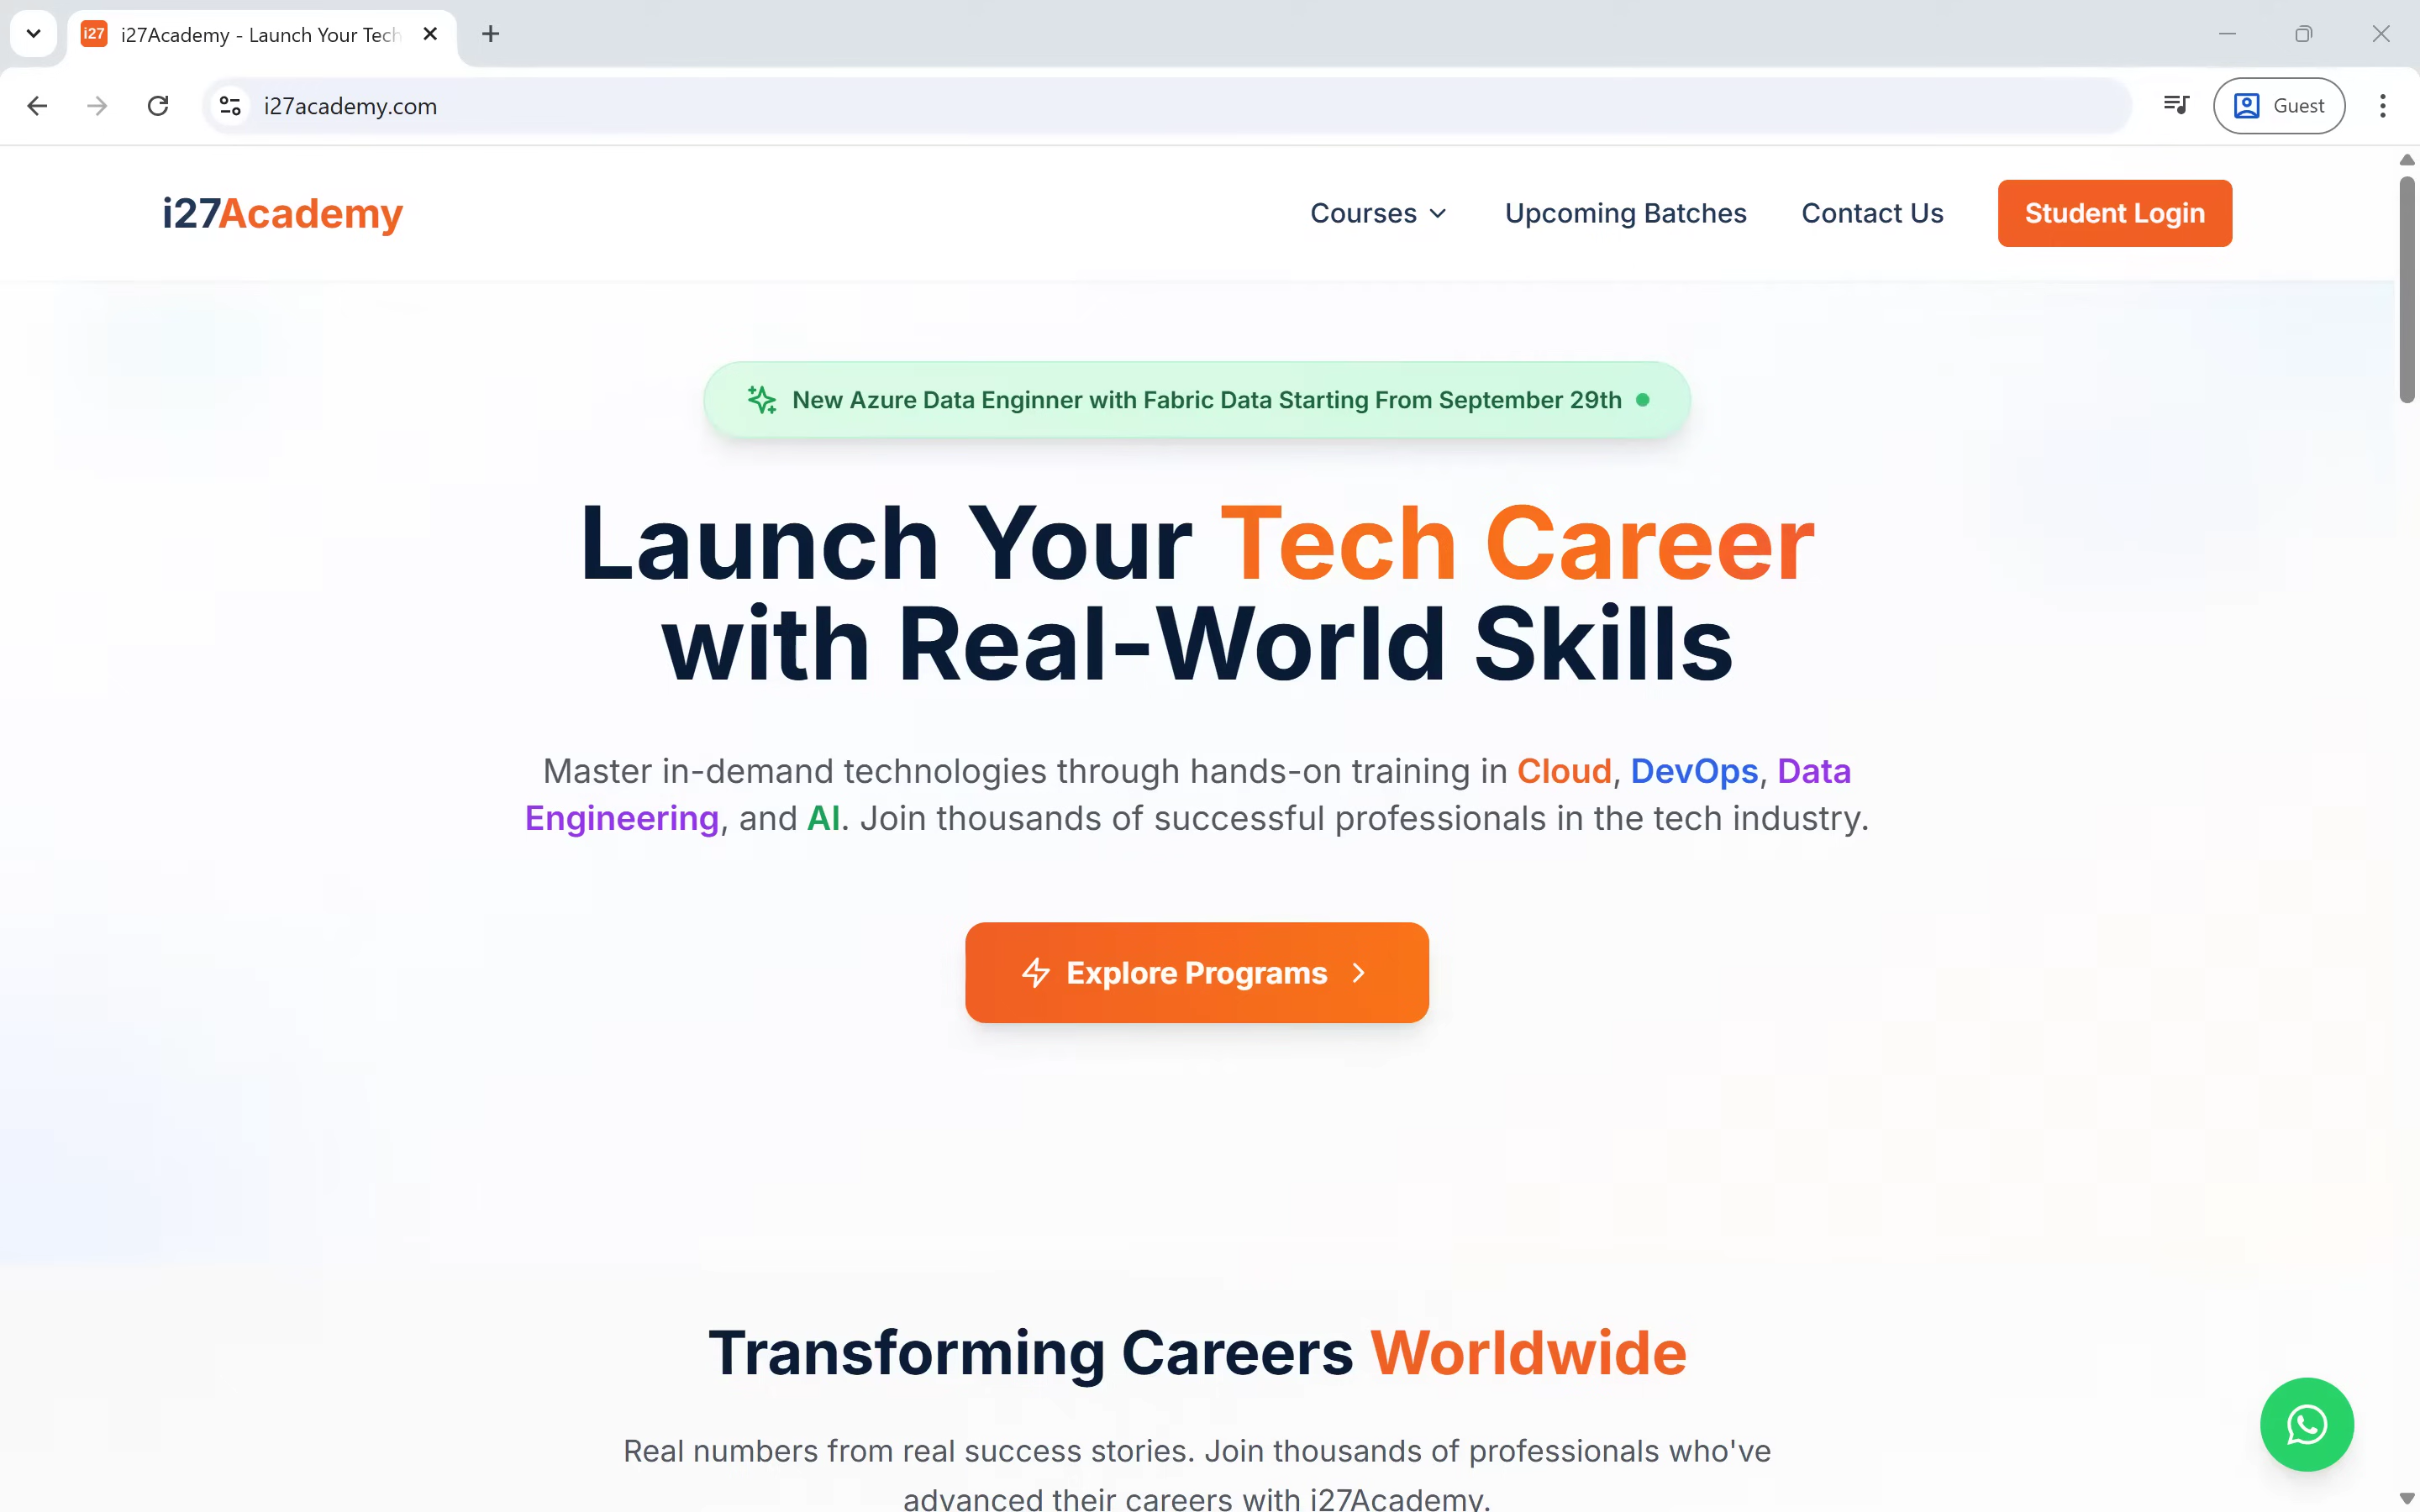 i27
i27Academy - Launch Your Tech
i27academy.com
Guest
i27Academy
Courses
Upcoming Batches
Contact Us
Student Login
New Azure Data Enginner with Fabric Data Starting From September 29th
Launch Your Tech Career
with Real-World Skills
Master in-demand technologies through hands-on training in Cloud, DevOps, Data
Engineering, and AI. Join thousands of successful professionals in the tech industry.
Explore Programs
Transforming Careers Worldwide
Real numbers from real success stories. Join thousands of professionals who've
advanced their careers with i27Academy.